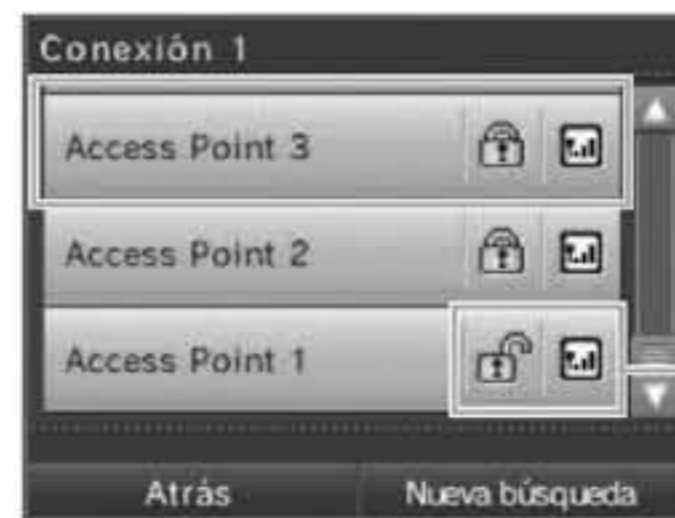 Conexión 1
Access Point 3
Access Point 2
Access Point 1
Atrás Nueva búsqueda